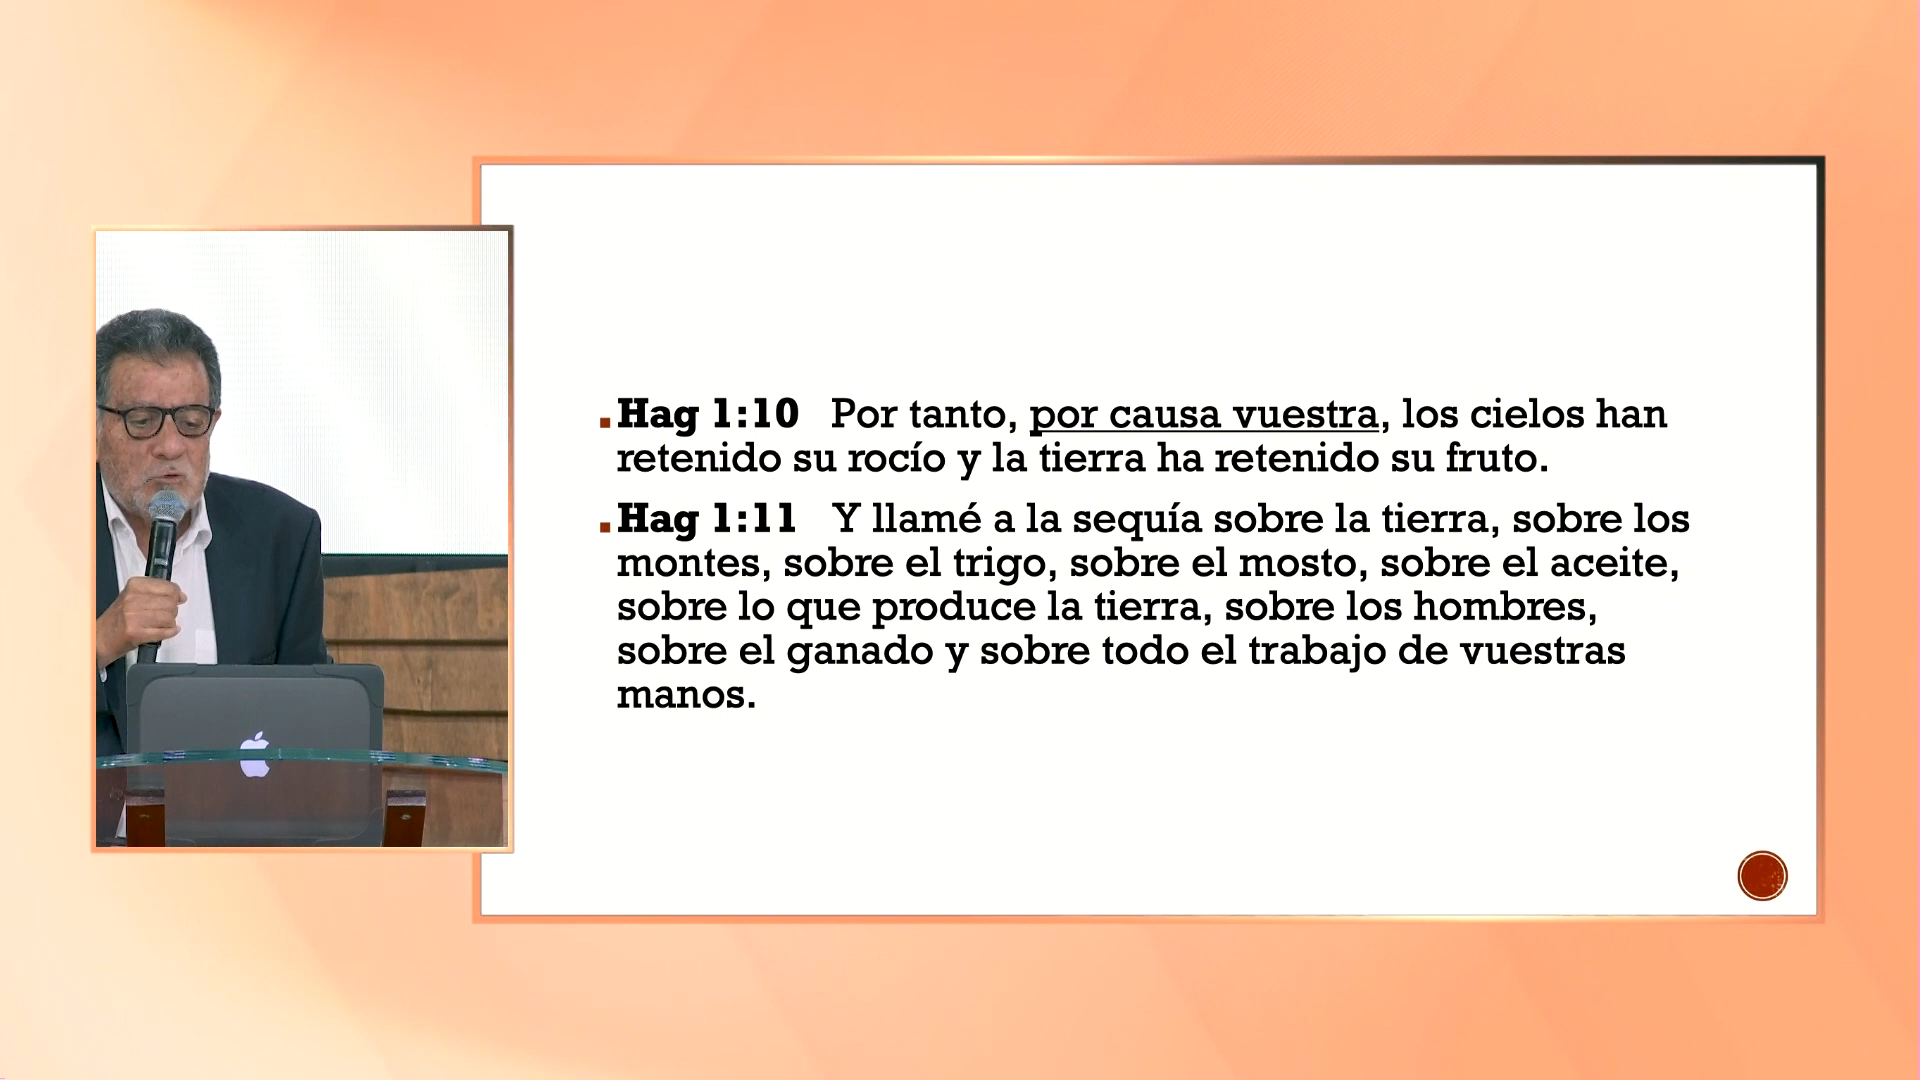 Hag 1:10 Por tanto, por causa vuestra, los cielos han
retenido su rocío y la tierra ha retenido su fruto.
Hag 1:11 Y llamé a la sequía sobre la tierra, sobre los
montes, sobre el trigo, sobre el mosto, sobre el aceite,
sobre lo que produce la tierra, sobre los hombres,
sobre el ganado y sobre todo el trabajo de vuestras
manos.